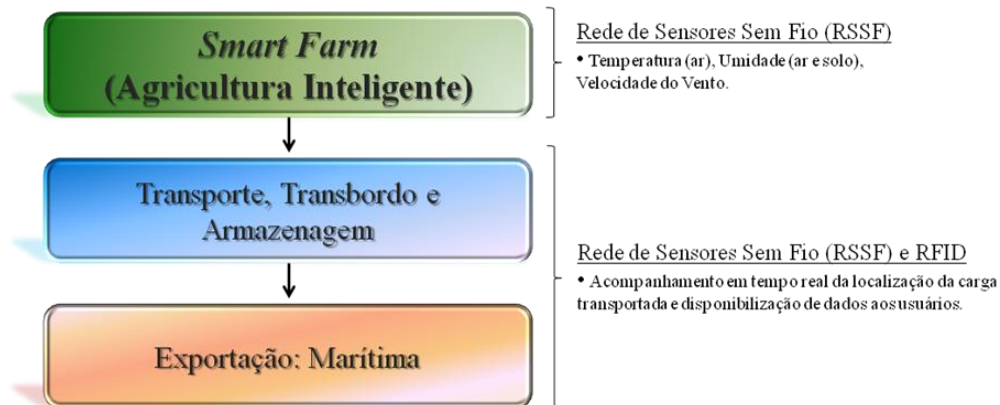 Smart Farm
(Agricultura Inteligente)
Rede de Sensores Sem Fio (RSSF)
• Temperatura (ar), Umidade (ar e solo),
Velocidade do Vento.
Transporte, Transbordo e
Armazenagem
Rede de Sensores Sem Fio (RSSF) e RFID
• Acompanhamento em tempo real da localização da carga
transportada e disponibilização de dados aos usuários.
Exportação: Marítima